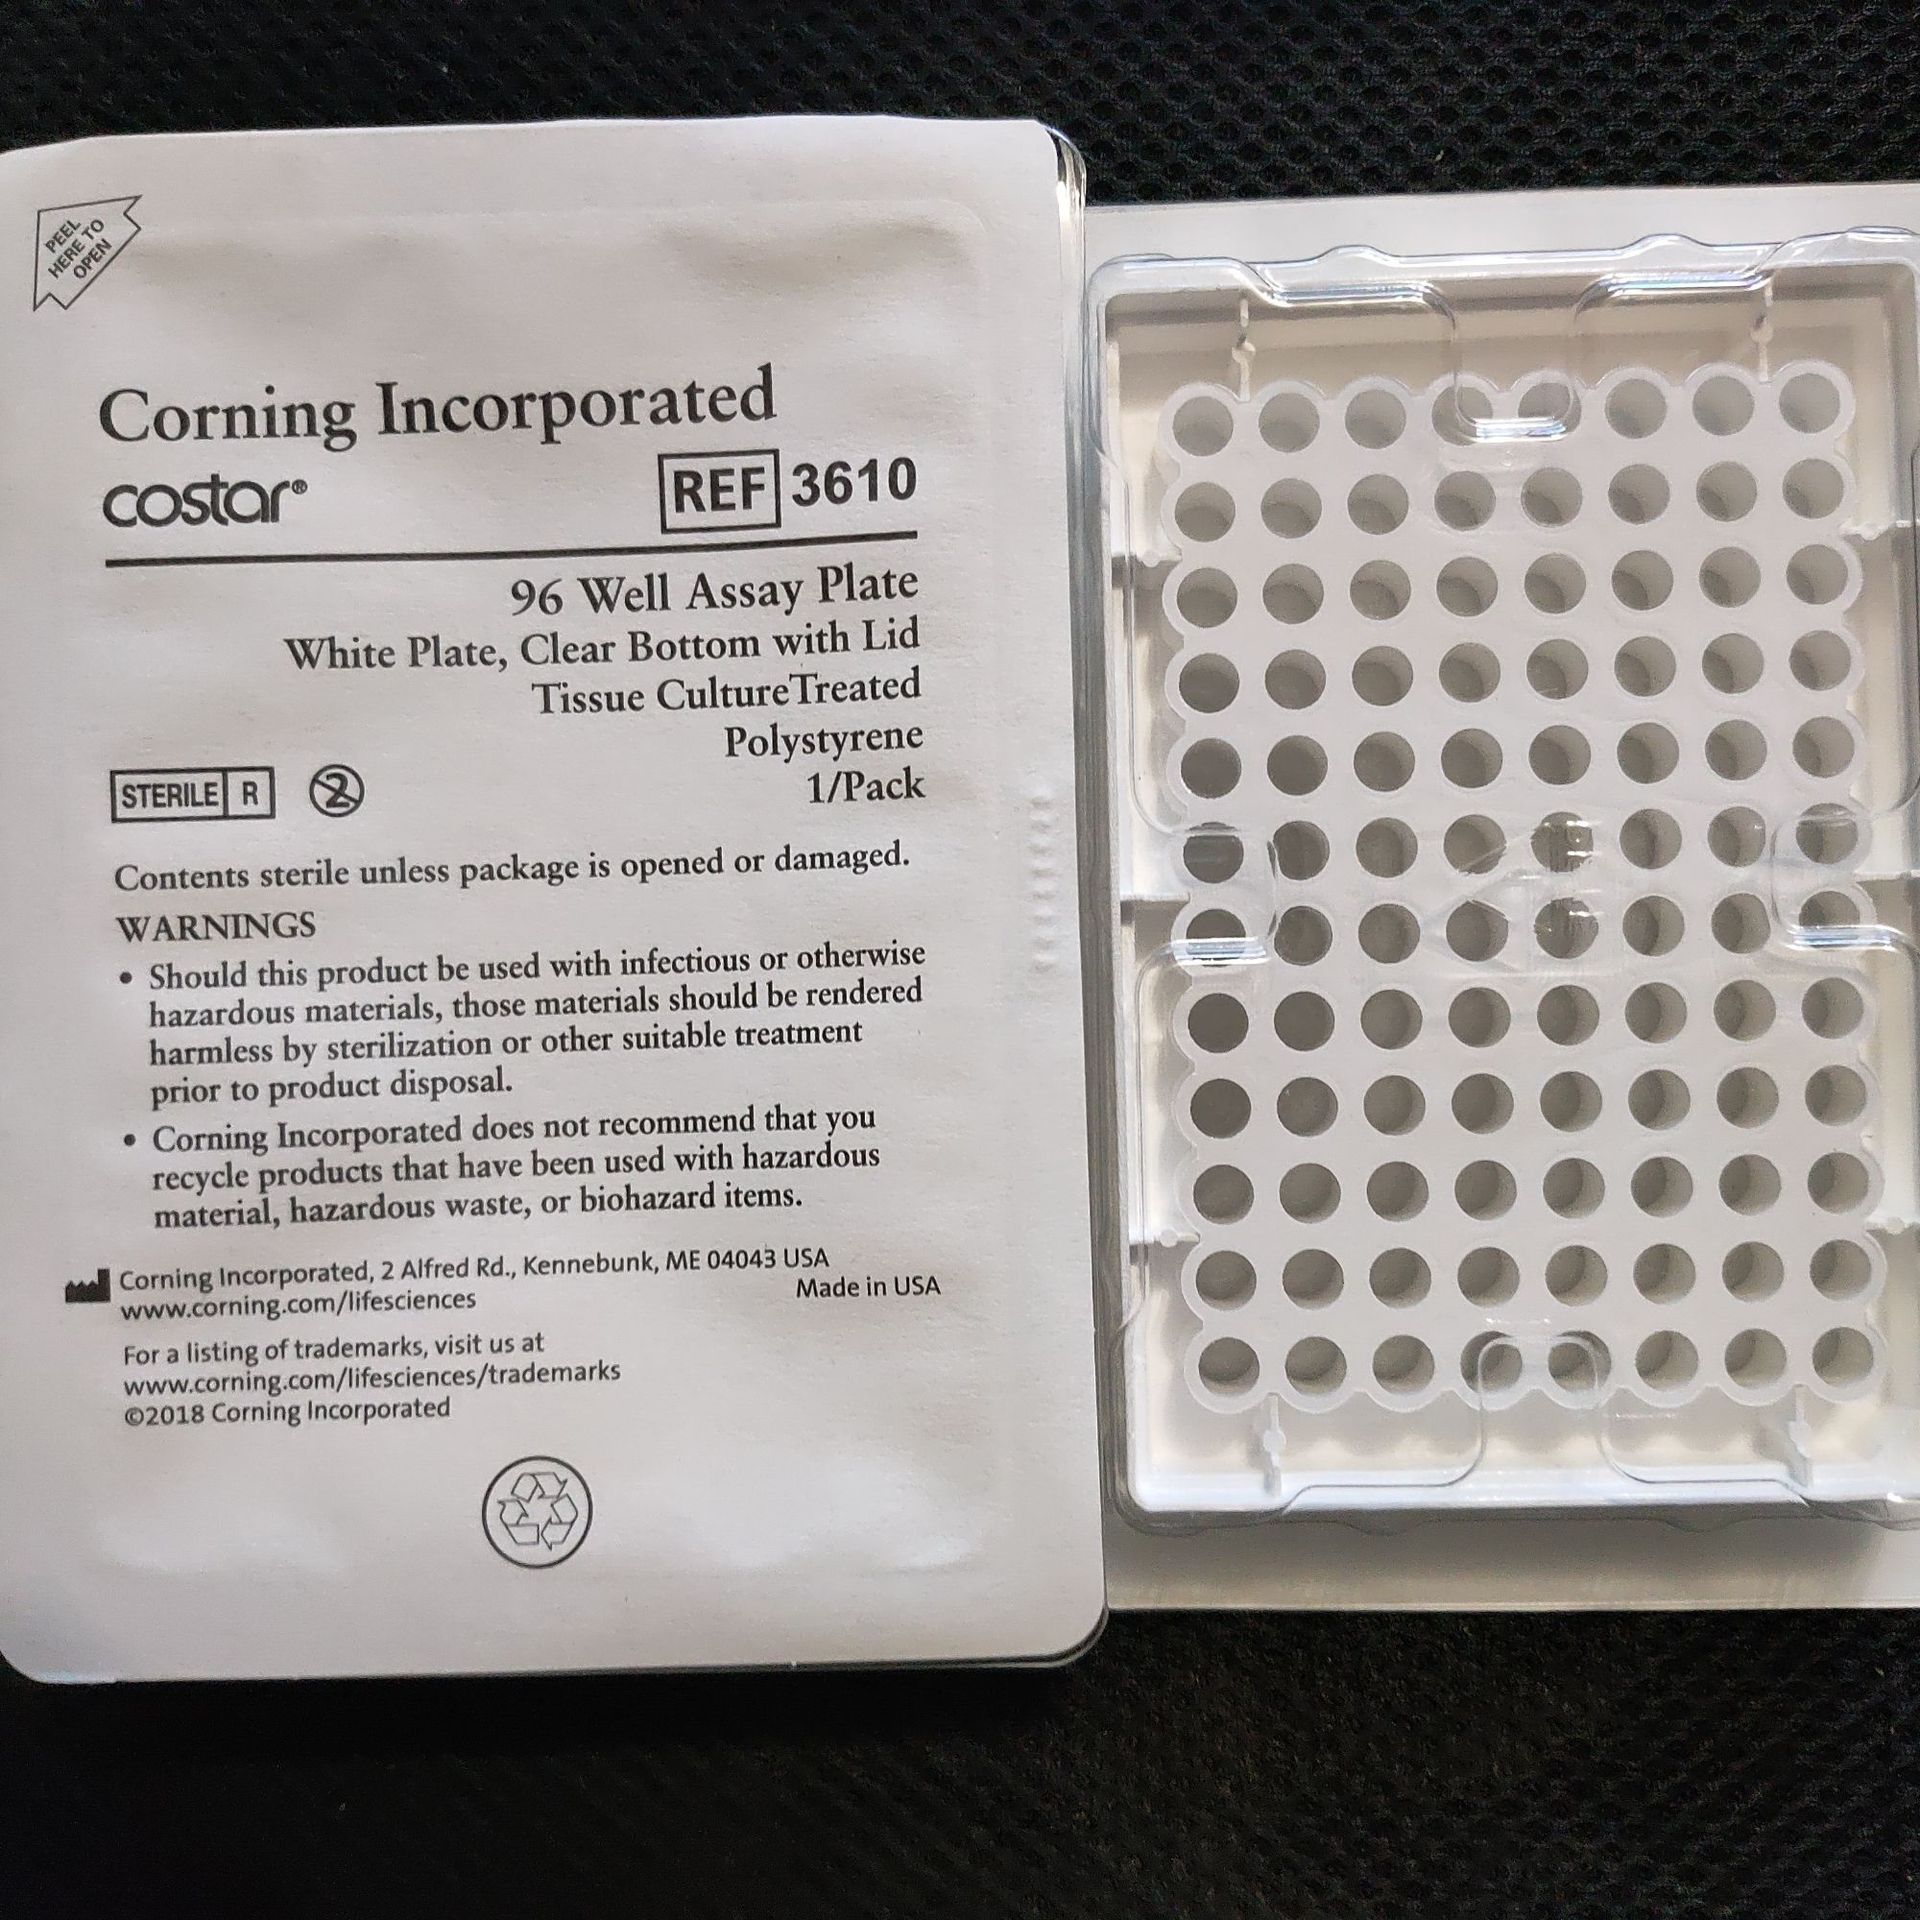 PEEL
HERE TO
OPEN
Corning Incorporated
costar®
REF 3610
96 Well Assay Plate
White Plate, Clear Bottom with Lid
Tissue CultureTreated
Polystyrene
1/Pack
STERILE R
2
Contents sterile unless package is opened or damaged.
WARNINGS
• Should this product be used with infectious or otherwise
hazardous materials, those materials should be rendered
harmless by sterilization or other suitable treatment
prior to product disposal.
• Corning Incorporated does not recommend that you
recycle products that have been used with hazardous
material, hazardous waste, or biohazard items.
Corning Incorporated, 2 Alfred Rd., Kennebunk, ME 04043 USA
Made in USA
www.corning.com/lifesciences
For a listing of trademarks, visit us at
www.corning.com/lifesciences/trademarks
©2018 Corning Incorporated